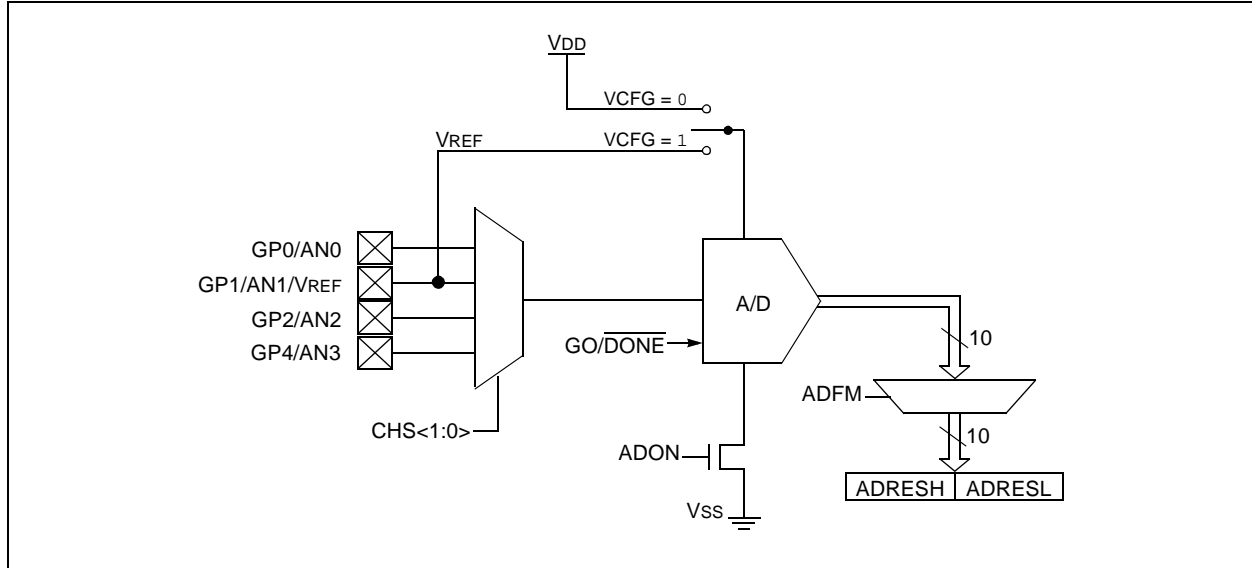 VDD
VCFG = 0
VREF
VCFG = 1
GP0/AN0
GP1/AN1/VREF
GP2/AN2
GP4/AN3
A/D
GO/DONE
10
ADFM
CHS<1:0>
10
ADON
ADRESH ADRESL
VSS